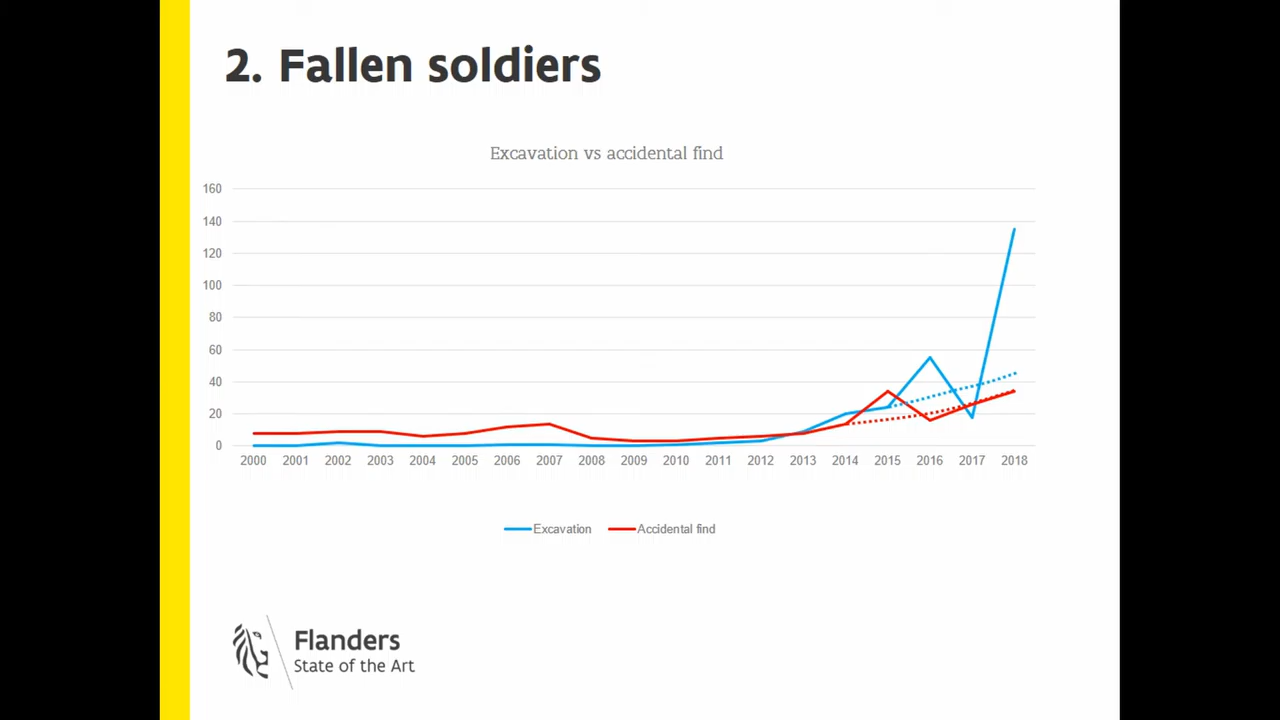 2. Fallen soldiers
Excavation vs accidental find
160
140
120
100
80
60
40
20
0
2000 2001 2002 2003 2004 2005 2006 2007 2008 2009 2010 2011 2012 2013 2014 2015 2016 2017 2018
Excavation Accidental find
Flanders
State of the Art